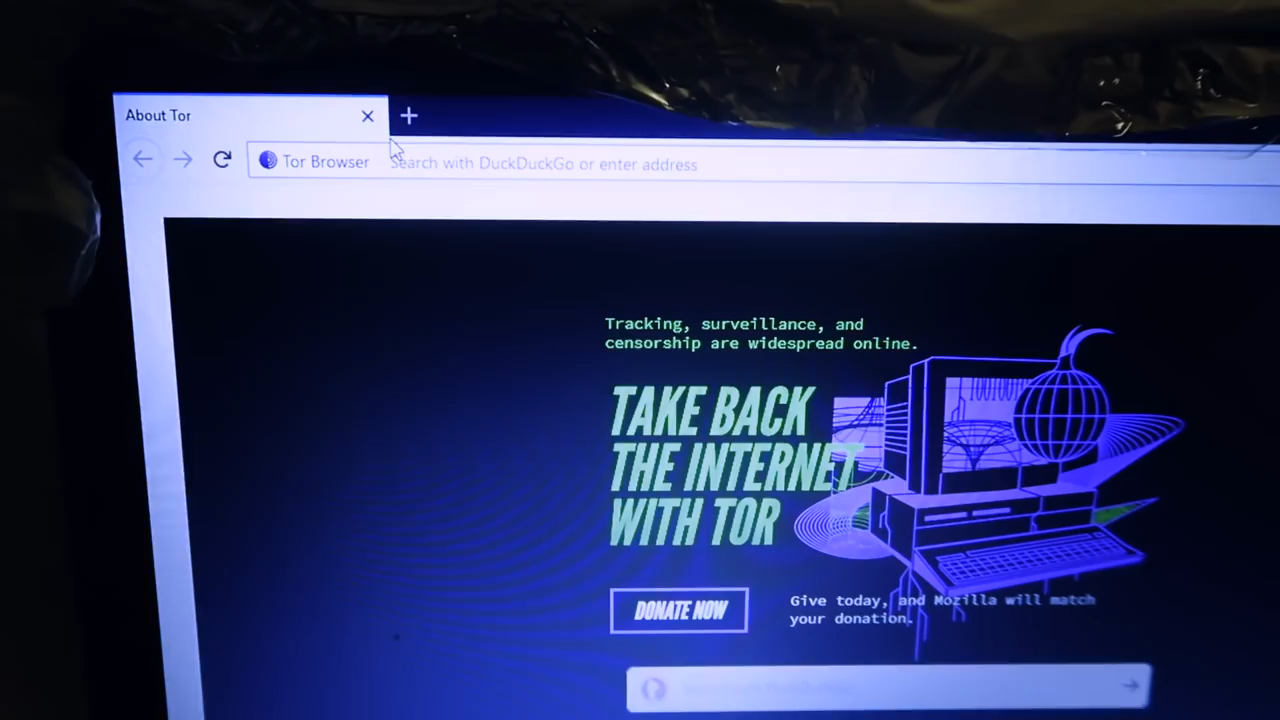 About Tor
Tor Browser Search with DuckDuckGo or enter address
Tracking, surveillance, and
censorship are widespread online.
TAKE BACK
THE INTERNET
WITH TOR
DONATE NOW
Give today, and Mozilla will match
your donation.